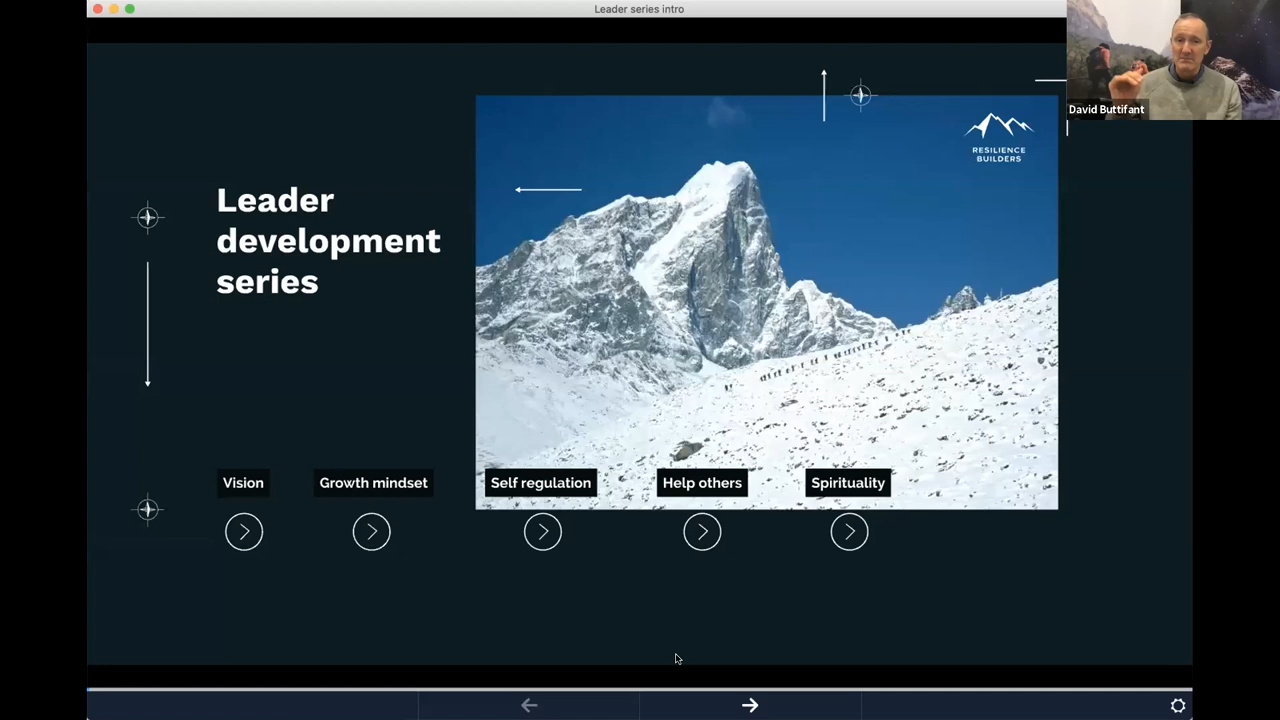 Leader series intro
David Buttifant
RESILIENCE
BUILDERS
Leader
development
series
Vision
Growth mindset
Self regulation
Help others
Spirituality